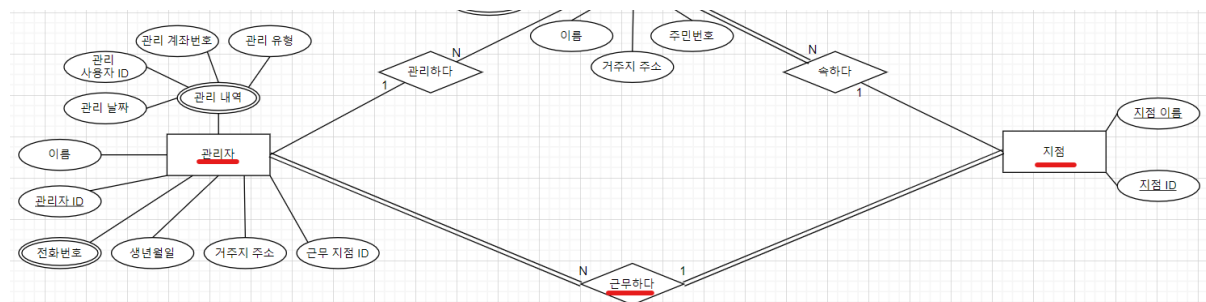 관리 계좌번호
관리 유형
관리
사용자 ID
관리 날짜
관리 내역
이름
관리자
관리자 ID
전화번호
생년월일
거주지 주소
근무 지점 ID
N
관리하다
1
이름
거주지 주소
주민번호
N
속하다
1
지점 이름
지점
지점 ID
N
근무하다
1